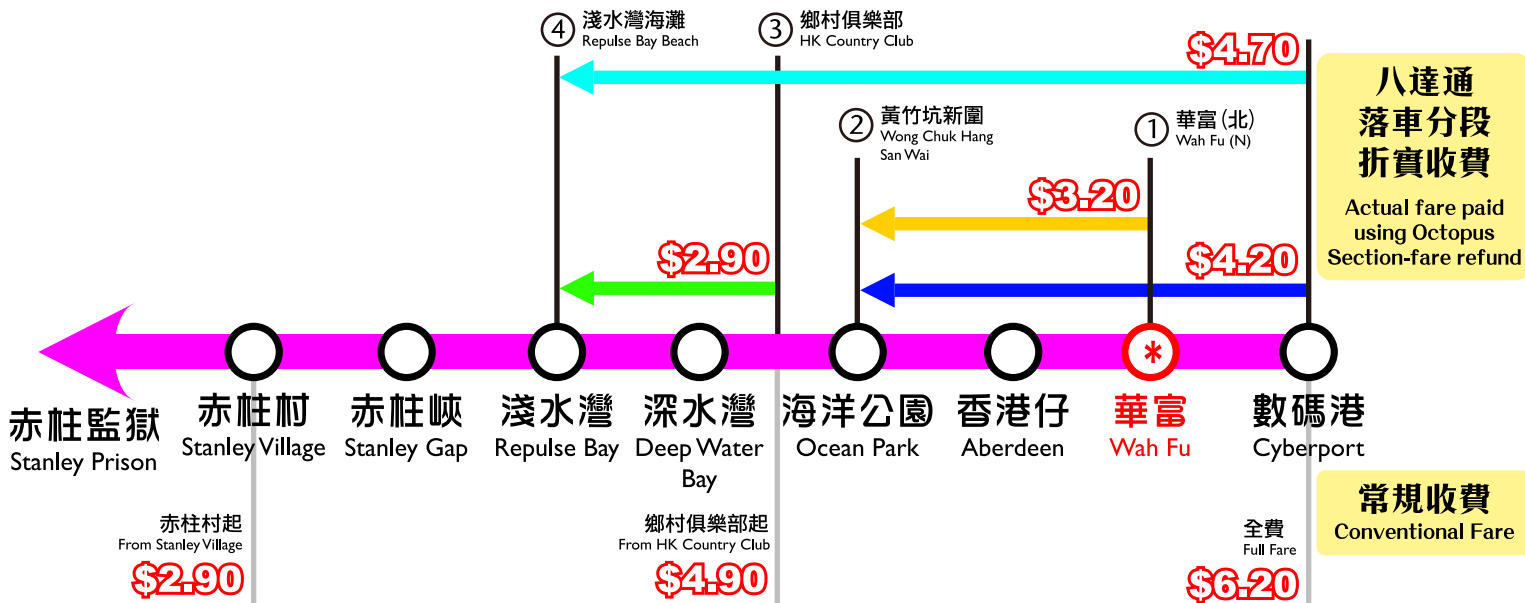 ④ 淺水灣海灘
Repulse Bay Beach
③ 鄉村俱樂部
HK Country Club
$4.70
② 黃竹坑新圍
Wong Chuk Hang
San Wai
① 華富(北)
Wah Fu (N)
$3.20
$2.90
$4.20
八達通
落車分段
折實收費
Actual fare paid
using Octopus
Section-fare refund
*
赤柱監獄
Stanley Prison
赤柱村
Stanley Village
赤柱峽
Stanley Gap
淺水灣
Repulse Bay
深水灣
Deep Water
Bay
海洋公園
Ocean Park
香港仔
Aberdeen
華富
Wah Fu
數碼港
Cyberport
赤柱村起
From Stanley Village
$2.90
鄉村俱樂部起
From HK Country Club
$4.90
全費
Full Fare
$6.20
常規收費
Conventional Fare